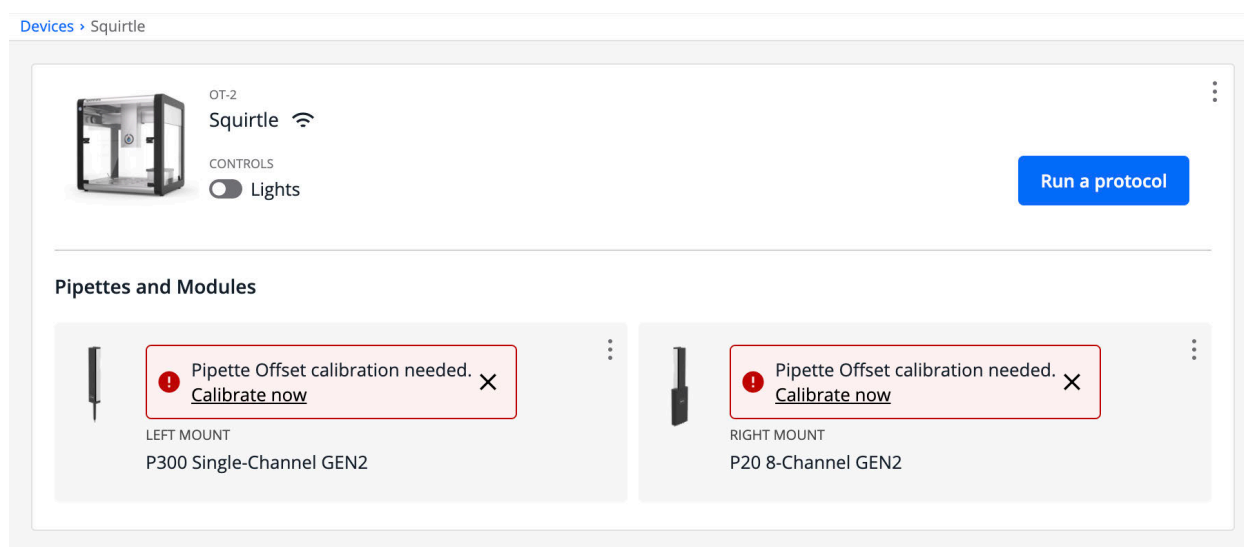 Devices › Squirtle
OT-2
Squirtle
CONTROLS
Lights
Run a protocol
Pipettes and Modules
Pipette Offset calibration needed.
Calibrate now
LEFT MOUNT
P300 Single-Channel GEN2
Pipette Offset calibration needed.
Calibrate now
RIGHT MOUNT
P20 8-Channel GEN2